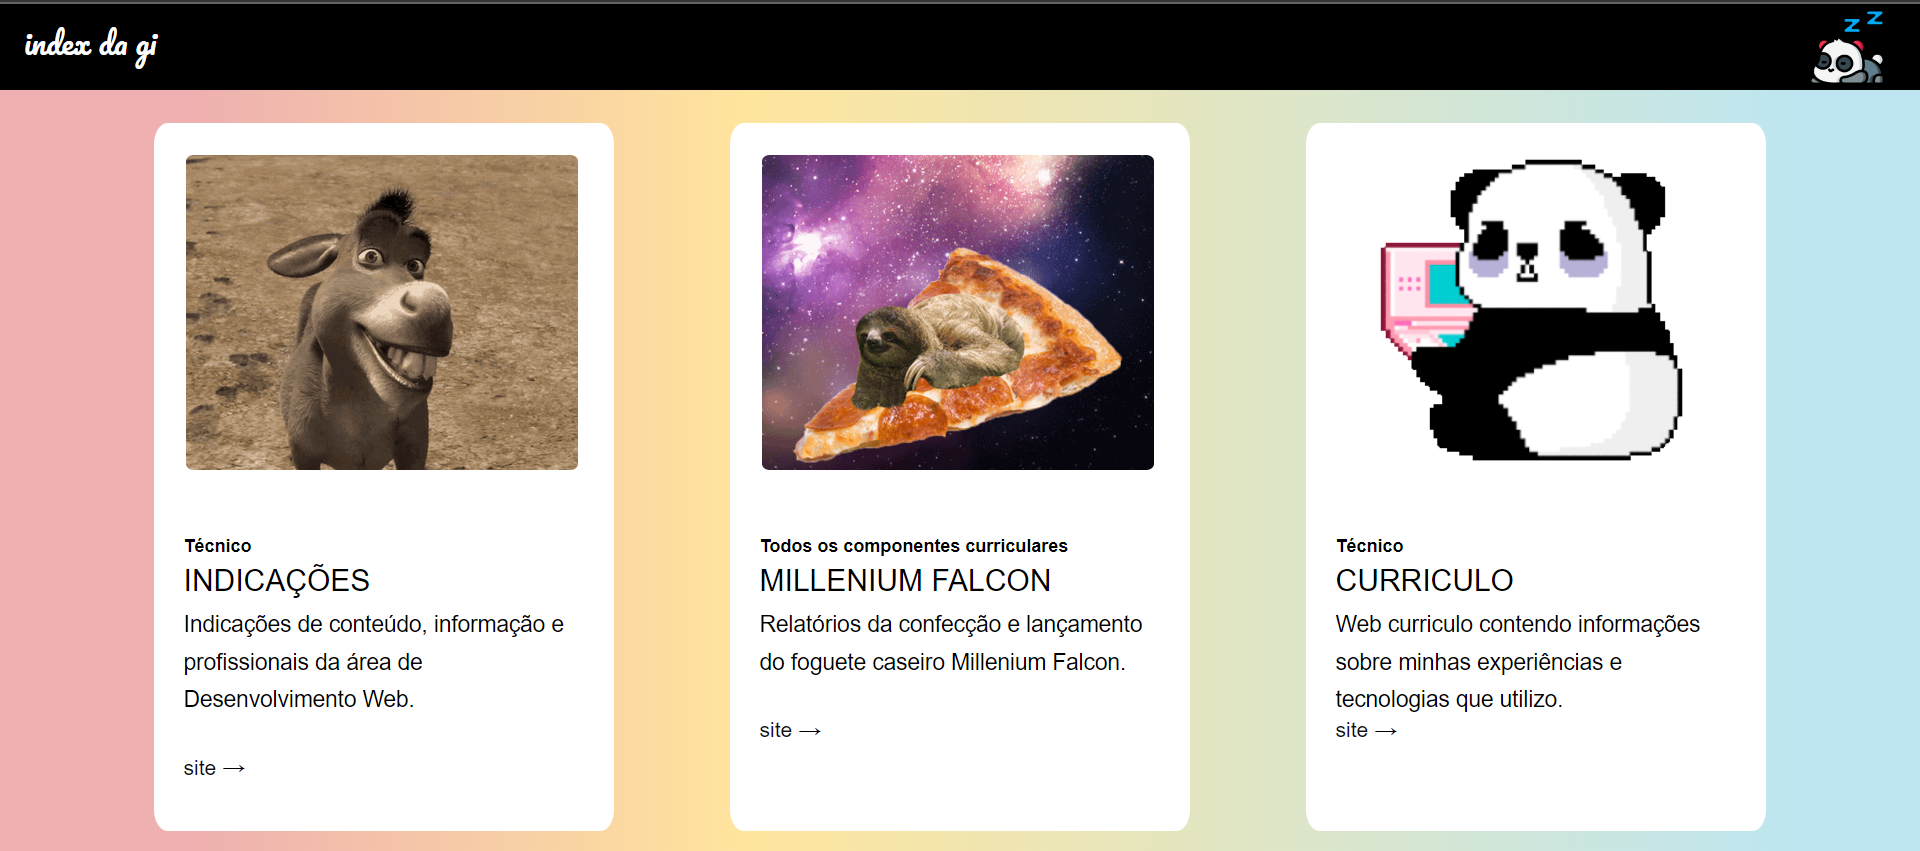 index da gi
Z Z
Técnico
INDICAÇÕES
Indicações de conteúdo, informação e
profissionais da área de
Desenvolvimento Web.
site →
Todos os componentes curriculares
MILLENIUM FALCON
Relatórios da confecção e lançamento
do foguete caseiro Millenium Falcon.
site →
Técnico
CURRICULO
Web curriculo contendo informações
sobre minhas experiências e
tecnologias que utilizo.
site →